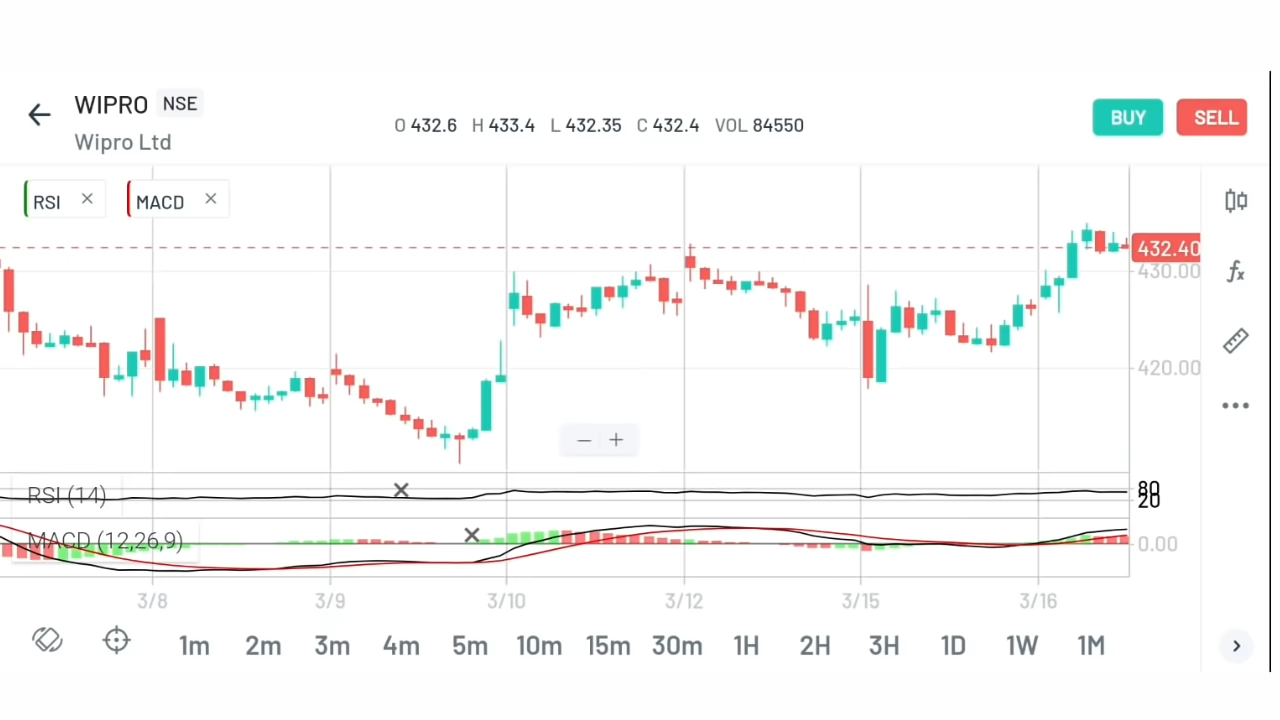 WIPRO NSE
Wipro Ltd
O 432.6 H 433.4 L 432.35 C 432.4 VOL 84550
BUY SELL
RSI × MACD ×
432.40
430.00
420.00
RSI (14)
80
20
MACD (12,26,9)
0.00
3/8 3/9 3/10 3/12 3/15 3/16
1m 2m 3m 4m 5m 10m 15m 30m 1H 2H 3H 1D 1W 1M